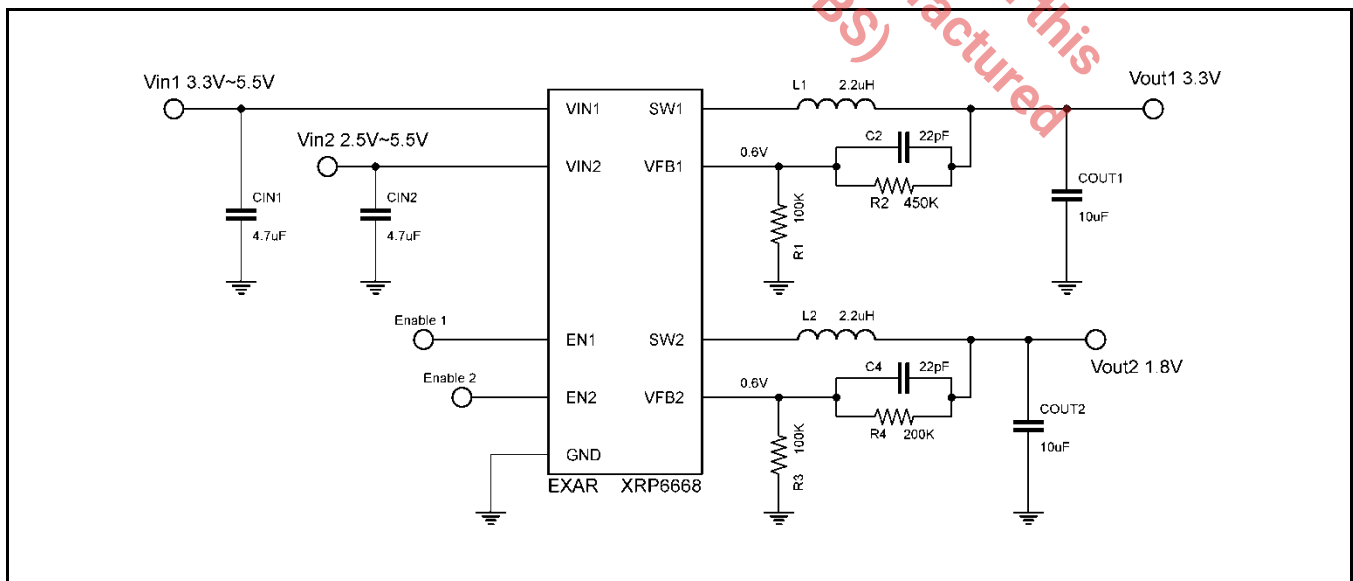 this
actured
BS)
Vin1 3.3V~5.5V
Vin2 2.5V~5.5V
CIN1
4.7uF
CIN2
4.7uF
Enable 1
Enable 2
VIN1
VIN2
EN1
EN2
GND
SW1
VFB1
SW2
VFB2
EXAR XRP6668
L1 2.2uH
Vout1 3.3V
0.6V
C2 22pF
R2 450K
100K
R1
COUT1
10uF
L2 2.2uH
Vout2 1.8V
0.6V
C4 22pF
R4 200K
100K
R3
COUT2
10uF